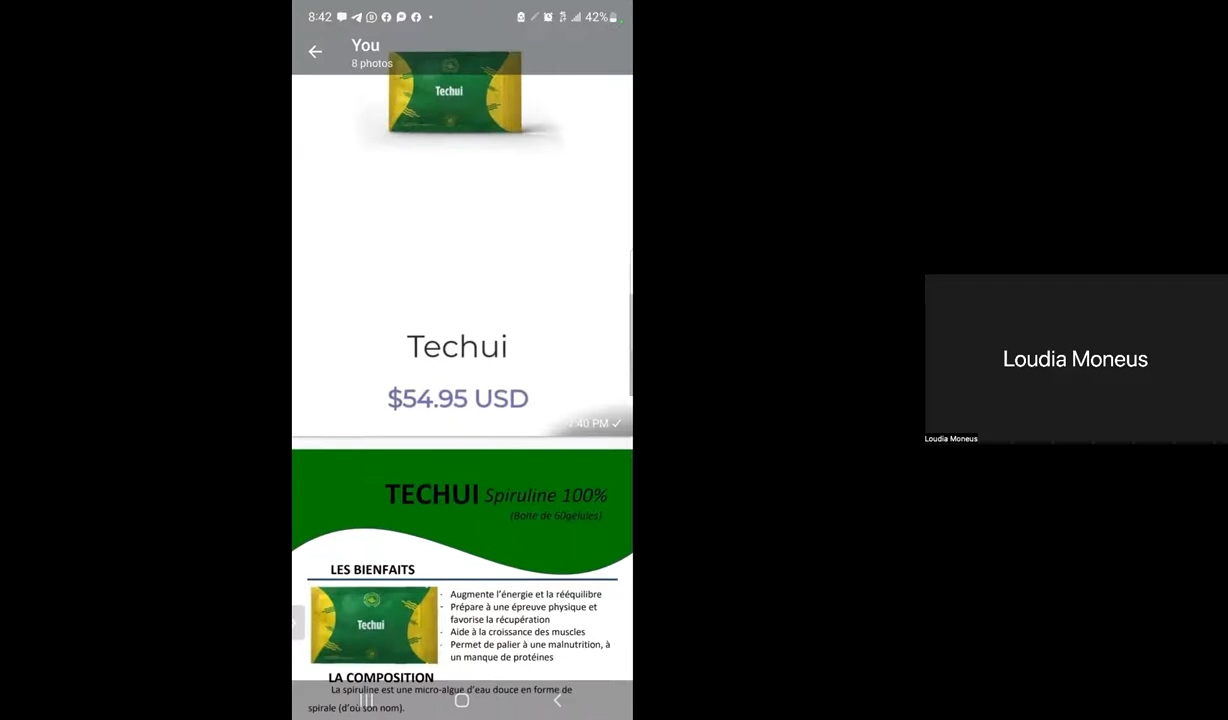 8:42
42%
You
8 photos
Techui
Techui
$54.95 USD
:40 PM
TECHUI Spiruline 100%
(Boite de 60gélules)
LES BIENFAITS
- Augmente l'énergie et la rééquilibre
- Prépare à une épreuve physique et
favorise la récupération
- Aide à la croissance des muscles
- Permet de palier à une malnutrition, à
un manque de protéines
Techui
LA COMPOSITION
La spiruline est une micro-algue d'eau douce en forme de
spirale (d'où son nom).
Loudia Moneus
Loudia Moneus